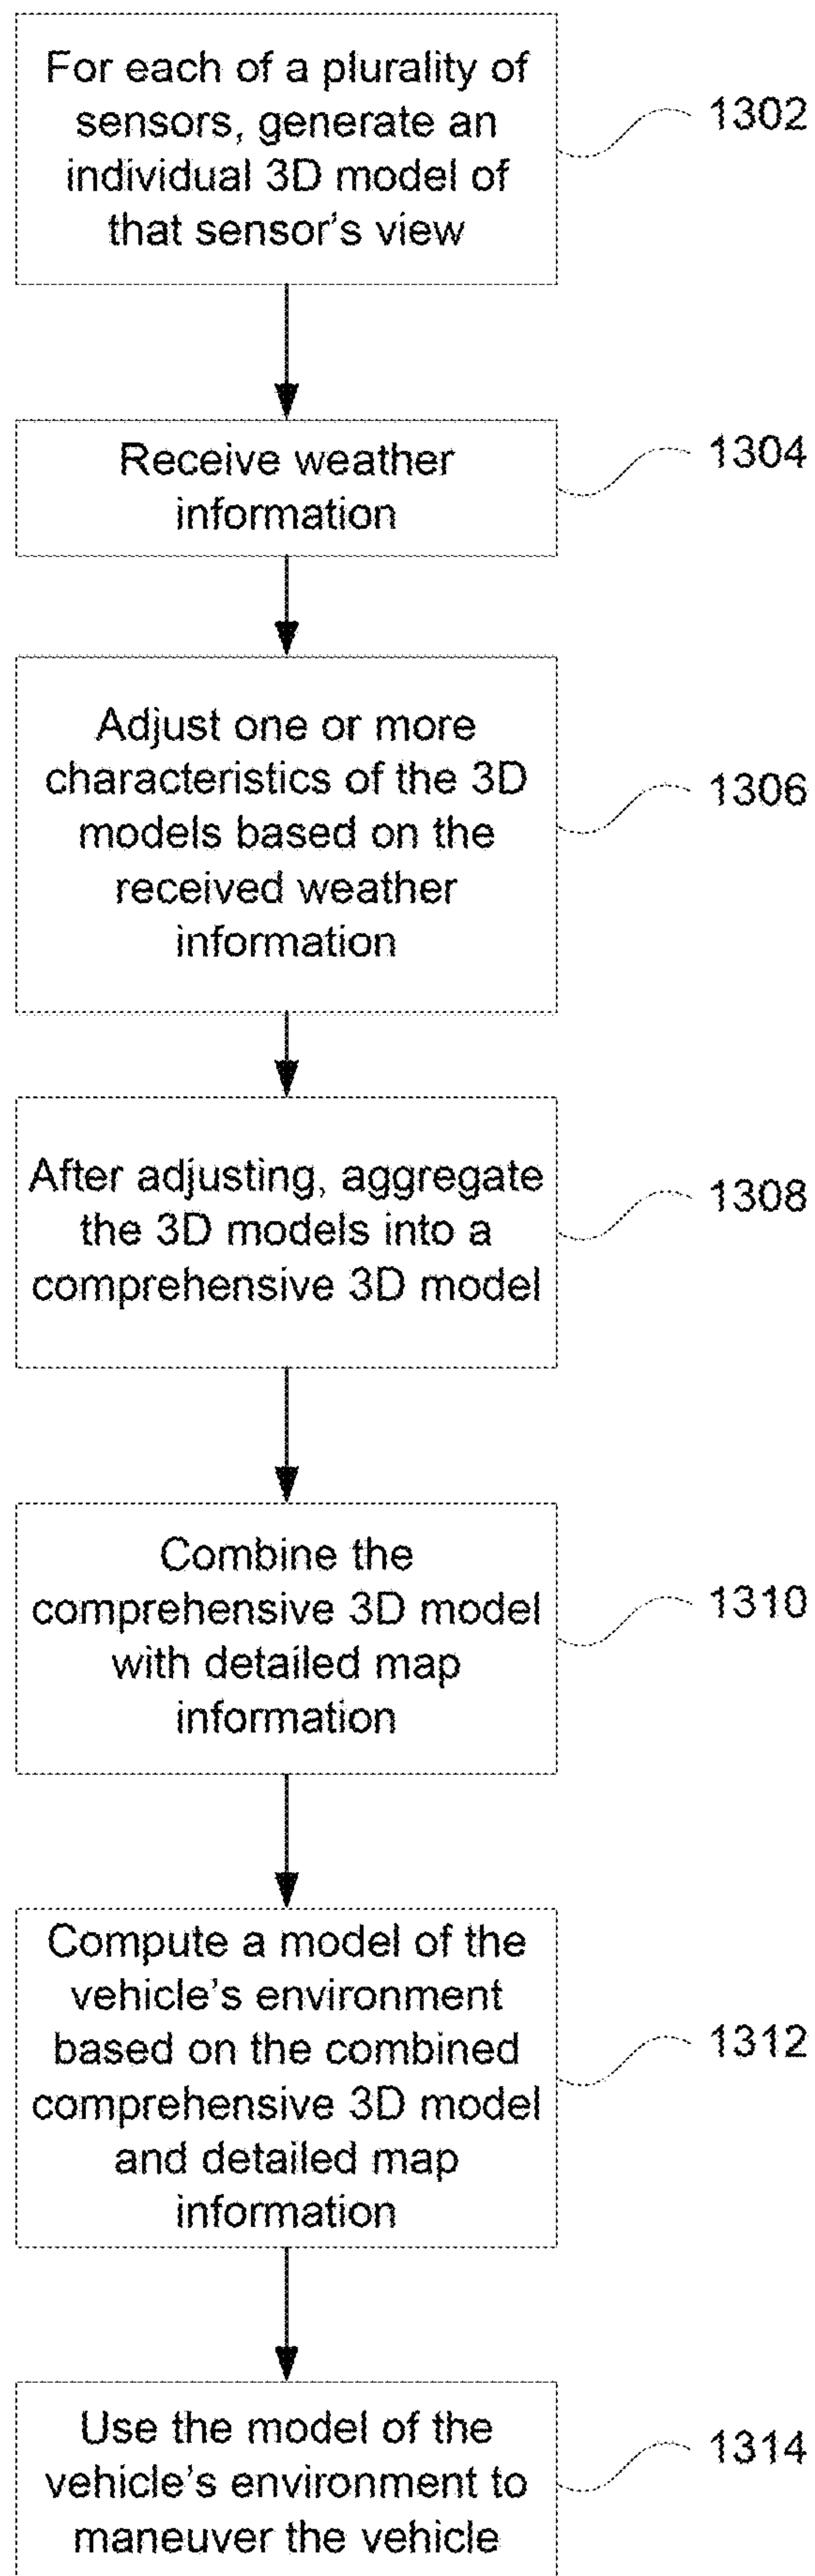 For each of a plurality of
sensors, generate an
individual 3D model of
that sensor's view
1302
Receive weather
information
1304
Adjust one or more
characteristics of the 3D
models based on the
received weather
information
1306
After adjusting, aggregate
the 3D models into a
comprehensive 3D model
1308
Combine the
comprehensive 3D model
with detailed map
information
1310
Compute a model of the
vehicle's environment
based on the combined
comprehensive 3D model
and detailed map
information
1312
Use the model of the
vehicle's environment to
maneuver the vehicle
1314